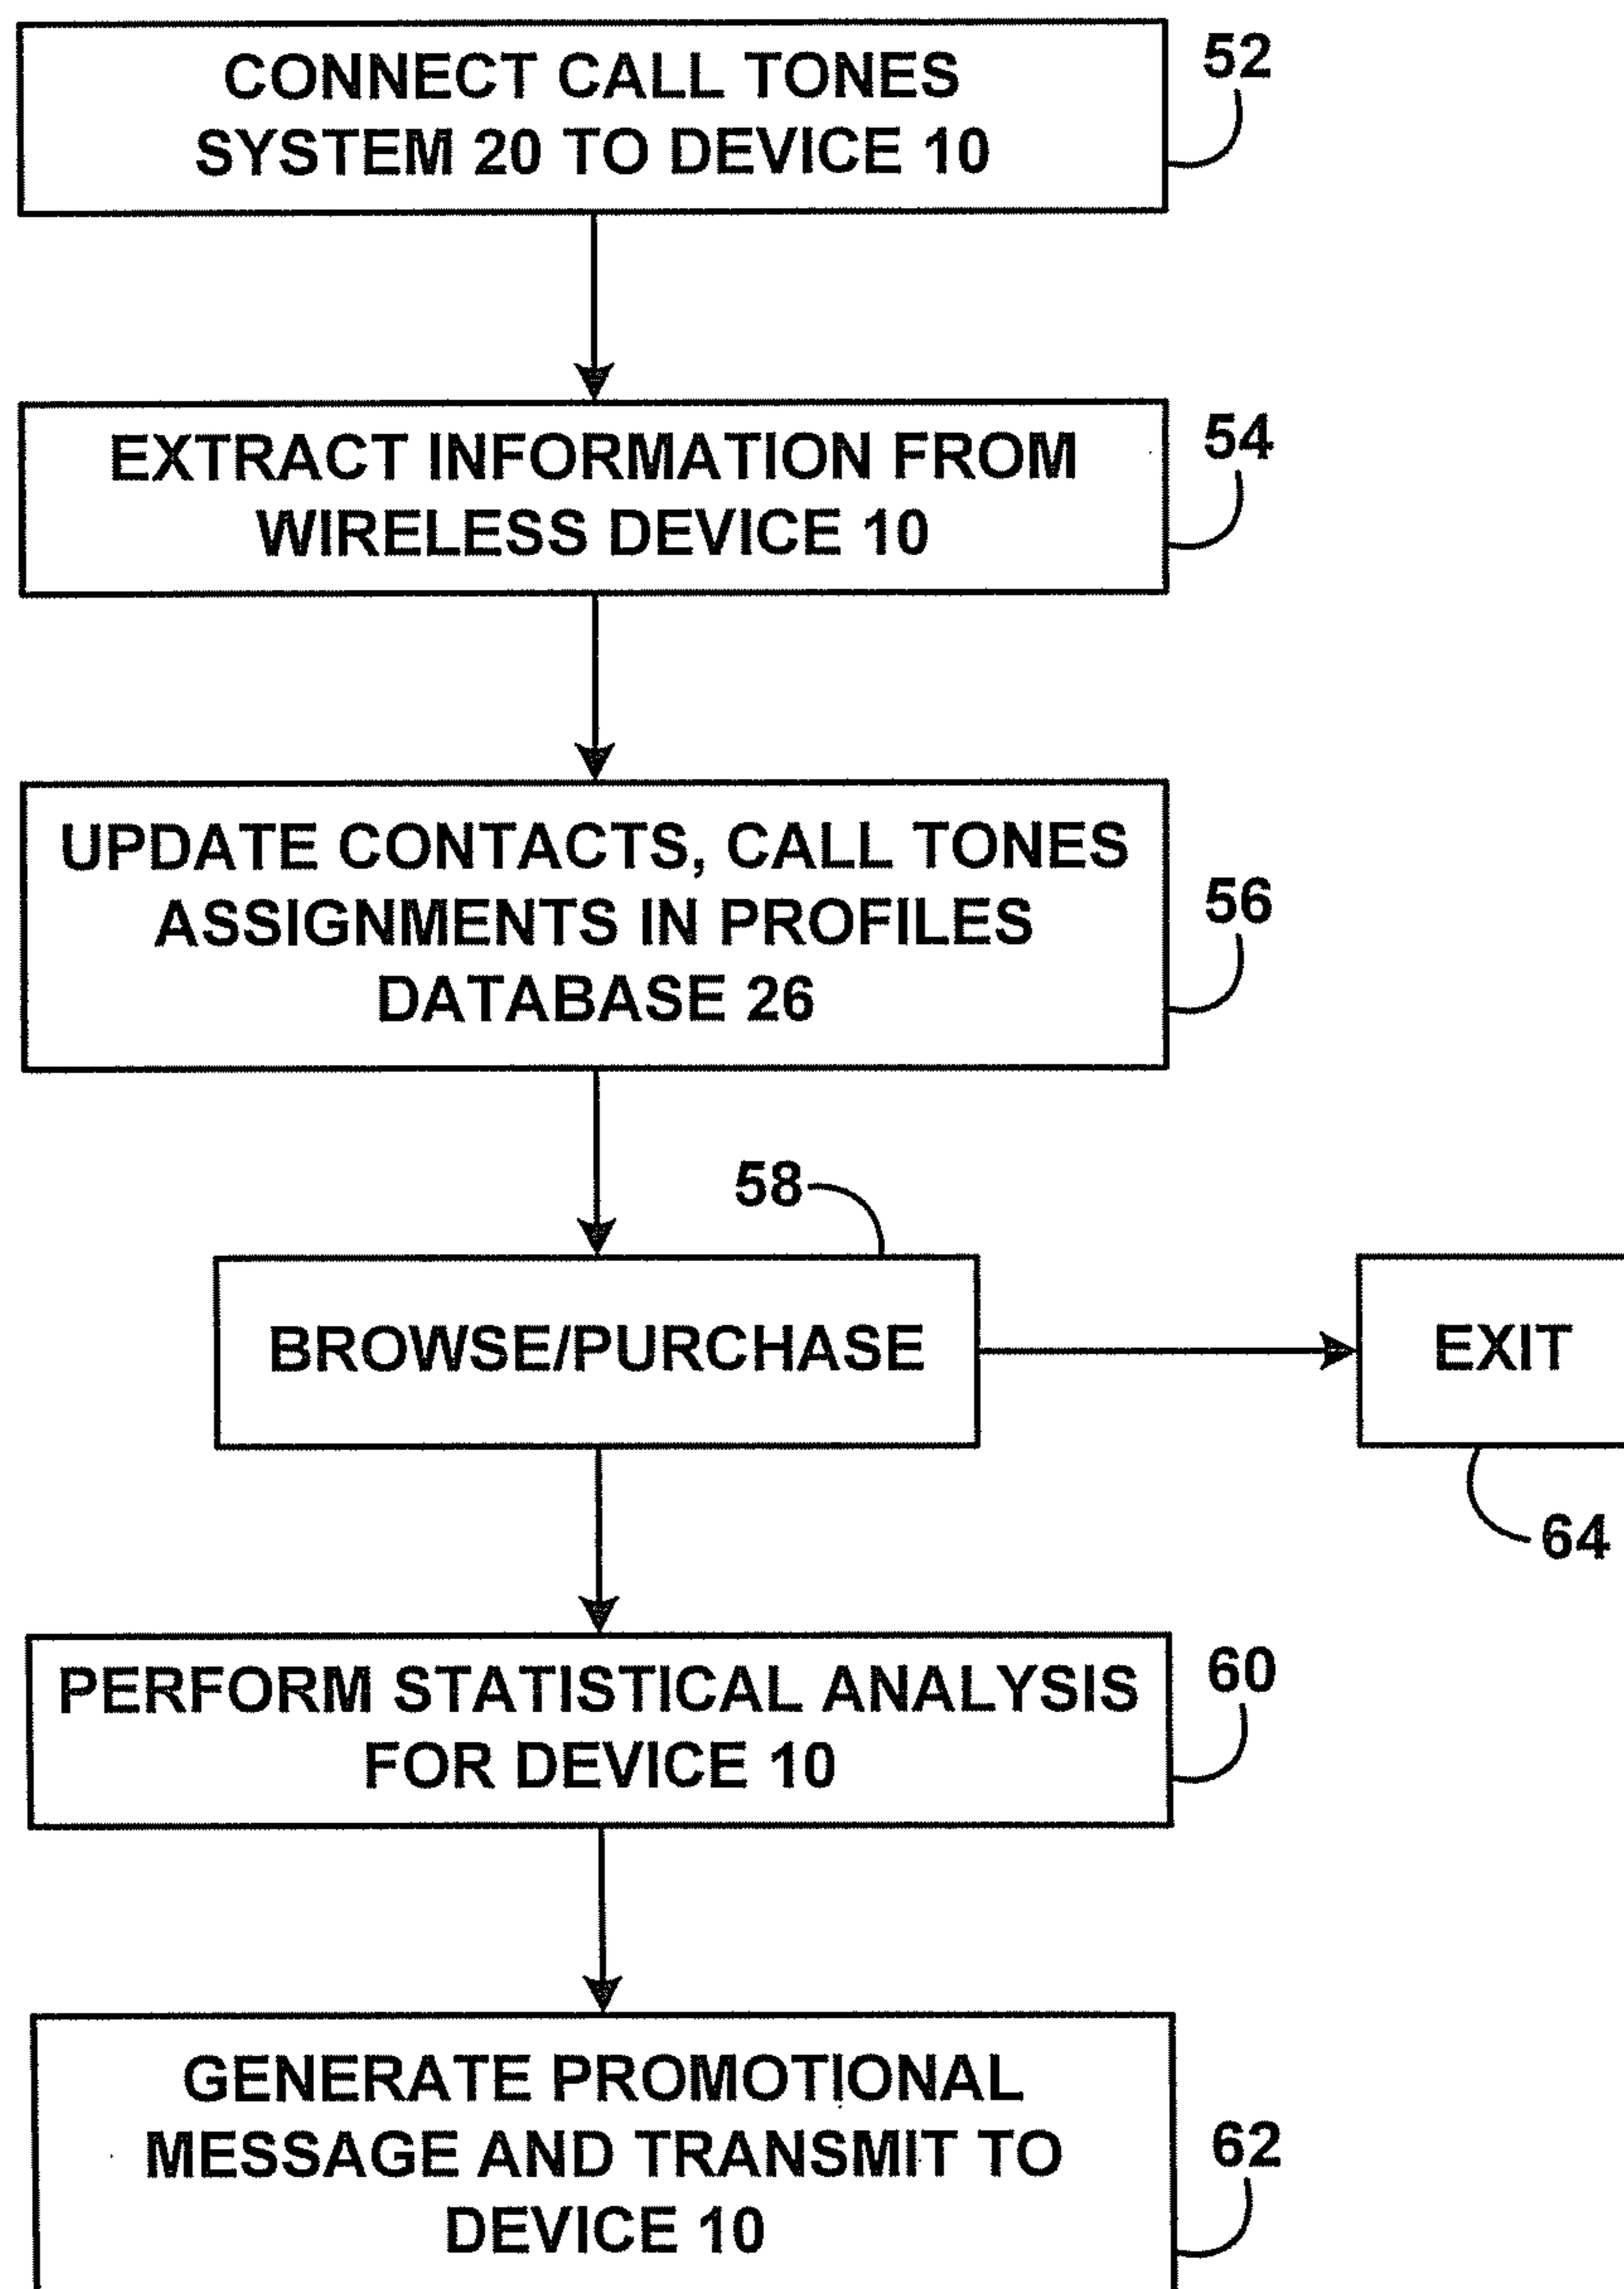 CONNECT CALL TONES
SYSTEM 20 TO DEVICE 10
52
EXTRACT INFORMATION FROM
WIRELESS DEVICE 10
54
UPDATE CONTACTS, CALL TONES
ASSIGNMENTS IN PROFILES
DATABASE 26
56
58
BROWSE/PURCHASE
EXIT
64
PERFORM STATISTICAL ANALYSIS
FOR DEVICE 10
60
GENERATE PROMOTIONAL
MESSAGE AND TRANSMIT TO
DEVICE 10
62